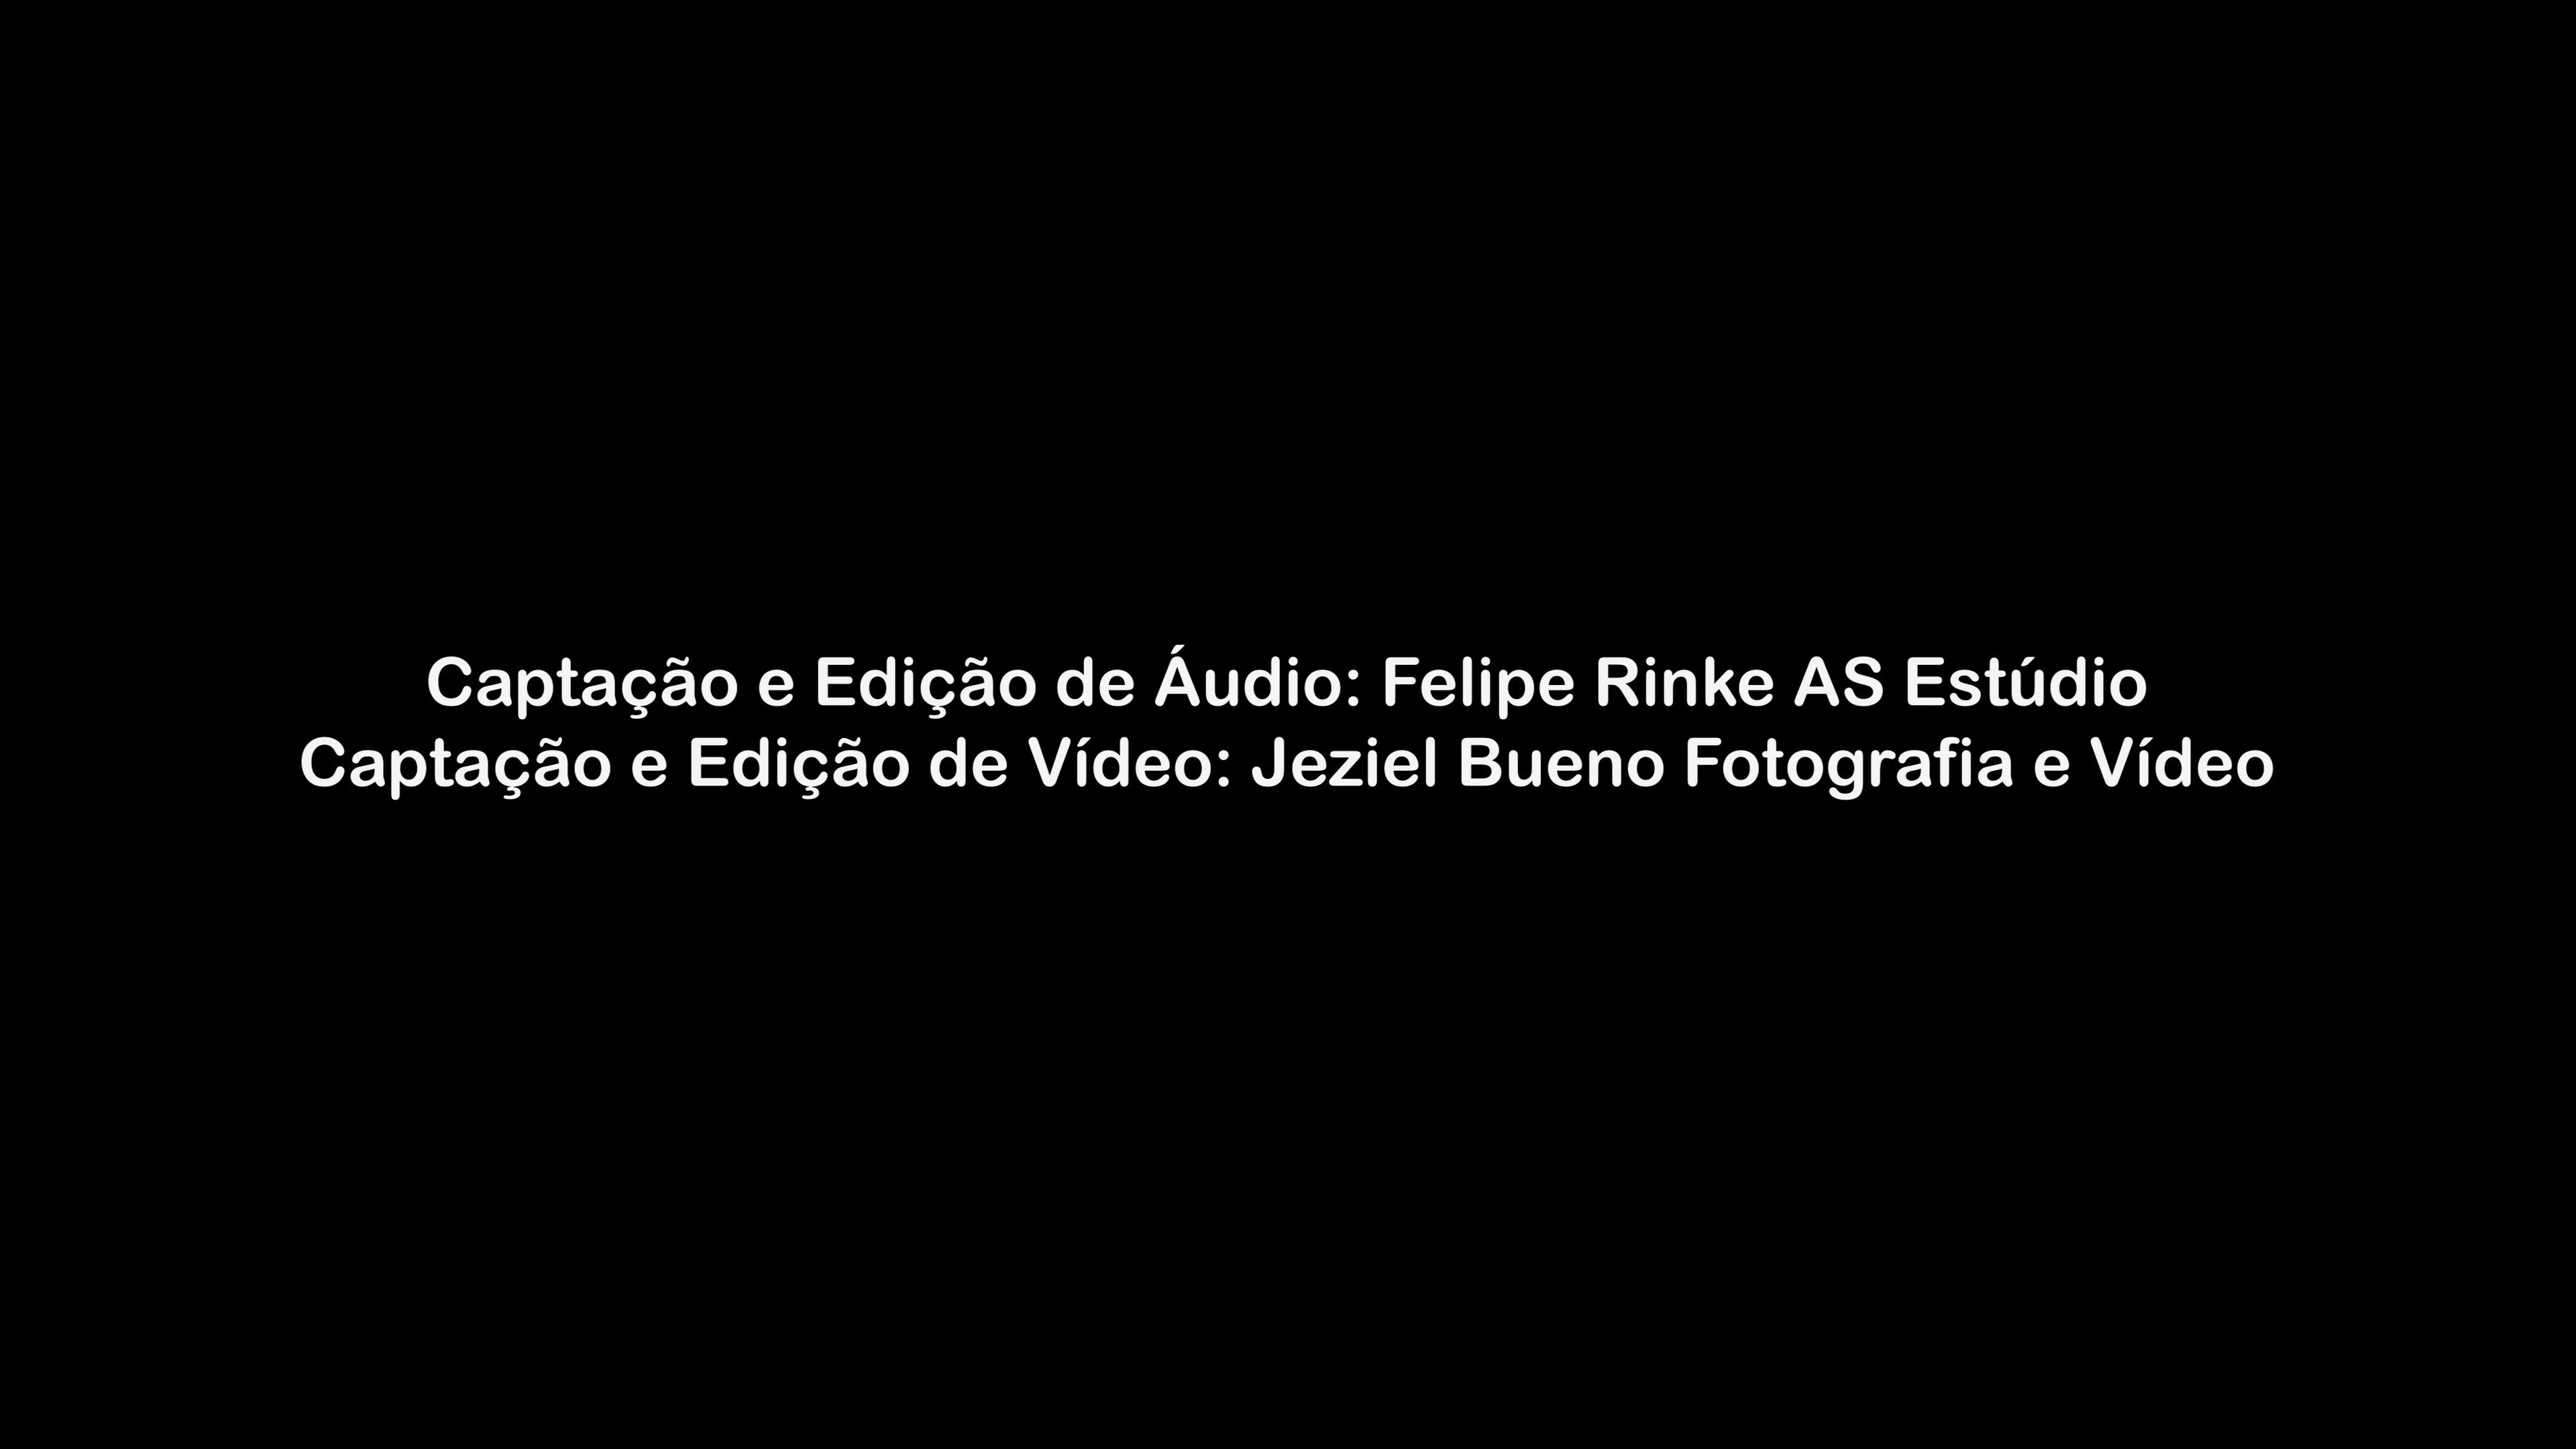 Captação e Edição de Áudio: Felipe Rinke AS Estúdio
Captação e Edição de Vídeo: Jeziel Bueno Fotografia e Vídeo